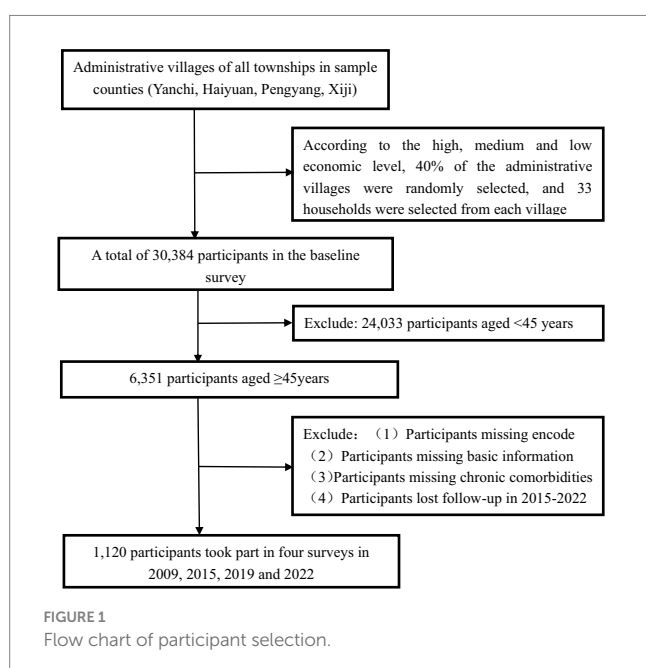 Administrative villages of all townships in sample
counties (Yanchi, Haiyuan, Pengyang, Xiji)
According to the high, medium and low
economic level, 40% of the administrative
villages were randomly selected, and 33
households were selected from each village
A total of 30,384 participants in the baseline
survey
Exclude: 24,033 participants aged <45 years
6,351 participants aged ≥45years
Exclude：（1）Participants missing encode
（2）Participants missing basic information
（3）Participants missing chronic comorbidities
（4）Participants lost follow-up in 2015-2022
1,120 participants took part in four surveys in
2009, 2015, 2019 and 2022
FIGURE 1
Flow chart of participant selection.